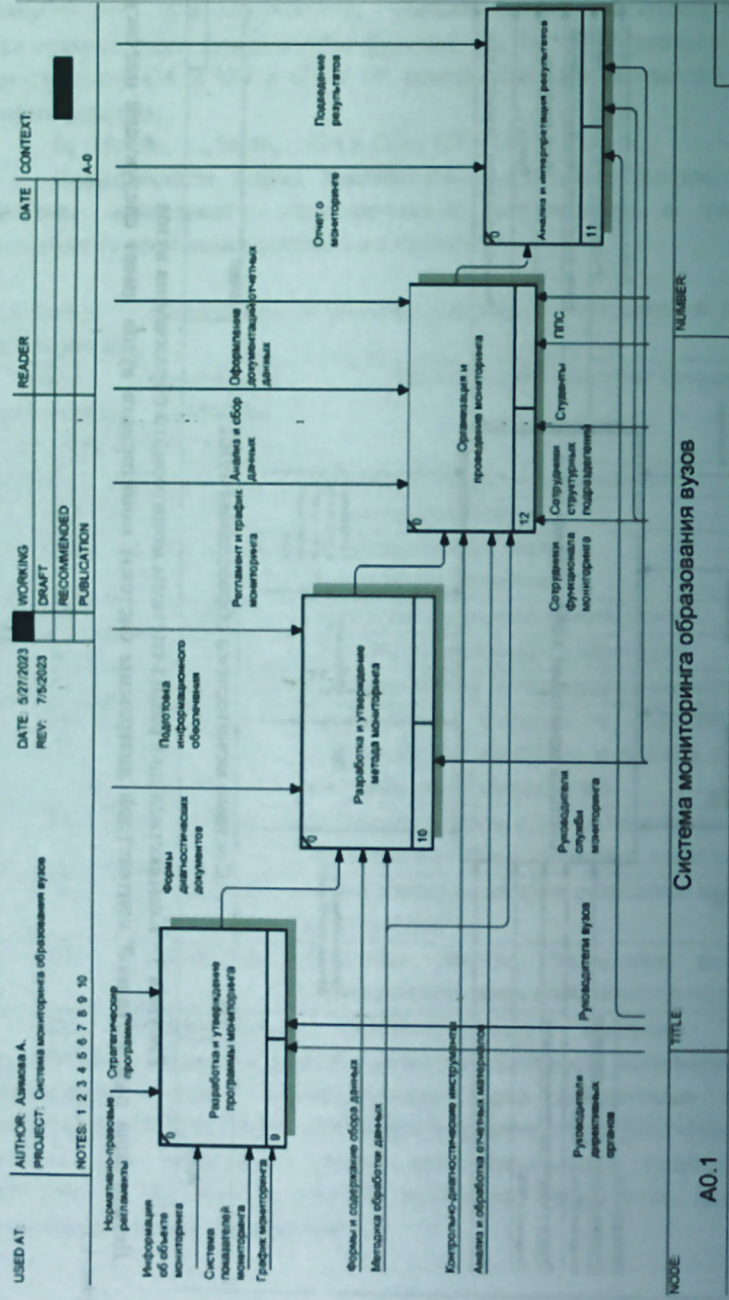 USED AT:
AUTHOR: Азимова А.
PROJECT: Система мониторинга образования вузов
NOTES: 1 2 3 4 5 6 7 8 9 10
DATE: 5/27/2023
REV: 7/5/2023
WORKING
DRAFT
RECOMMENDED
PUBLICATION
READER
DATE
CONTEXT:
A-0
Нормативно-правовые
регламенты
Стратегические
программы
Информация
об объекте
мониторинга
Система
показателей
мониторинга
График мониторинга
Разработка и утверждение
программы мониторинга
0
9
Формы
диагностических
документов
Подготовка
информационного
обеспечения
Формы и содержание сбора данных
Методика обработки данных
Разработка и утверждение
метода мониторинга
0
10
Регламент и график
мониторинга
Анализ и сбор
данных
Оформление
документации отчетных
данных
Контрольно-диагностические инструменты
Анализ и обработка отчетных материалов
Организация и
проведение мониторинга
0
12
Отчет о
мониторинге
Подведение
результатов
Анализ и интерпретация результатов
0
11
Руководители
директивных
органов
Руководители вузов
Руководители
службы
мониторинга
Сотрудники
функционала
мониторинга
Сотрудники
структурных
подразделений
Студенты
ППС
NODE:
A0.1
TITLE:
Система мониторинга образования вузов
NUMBER: